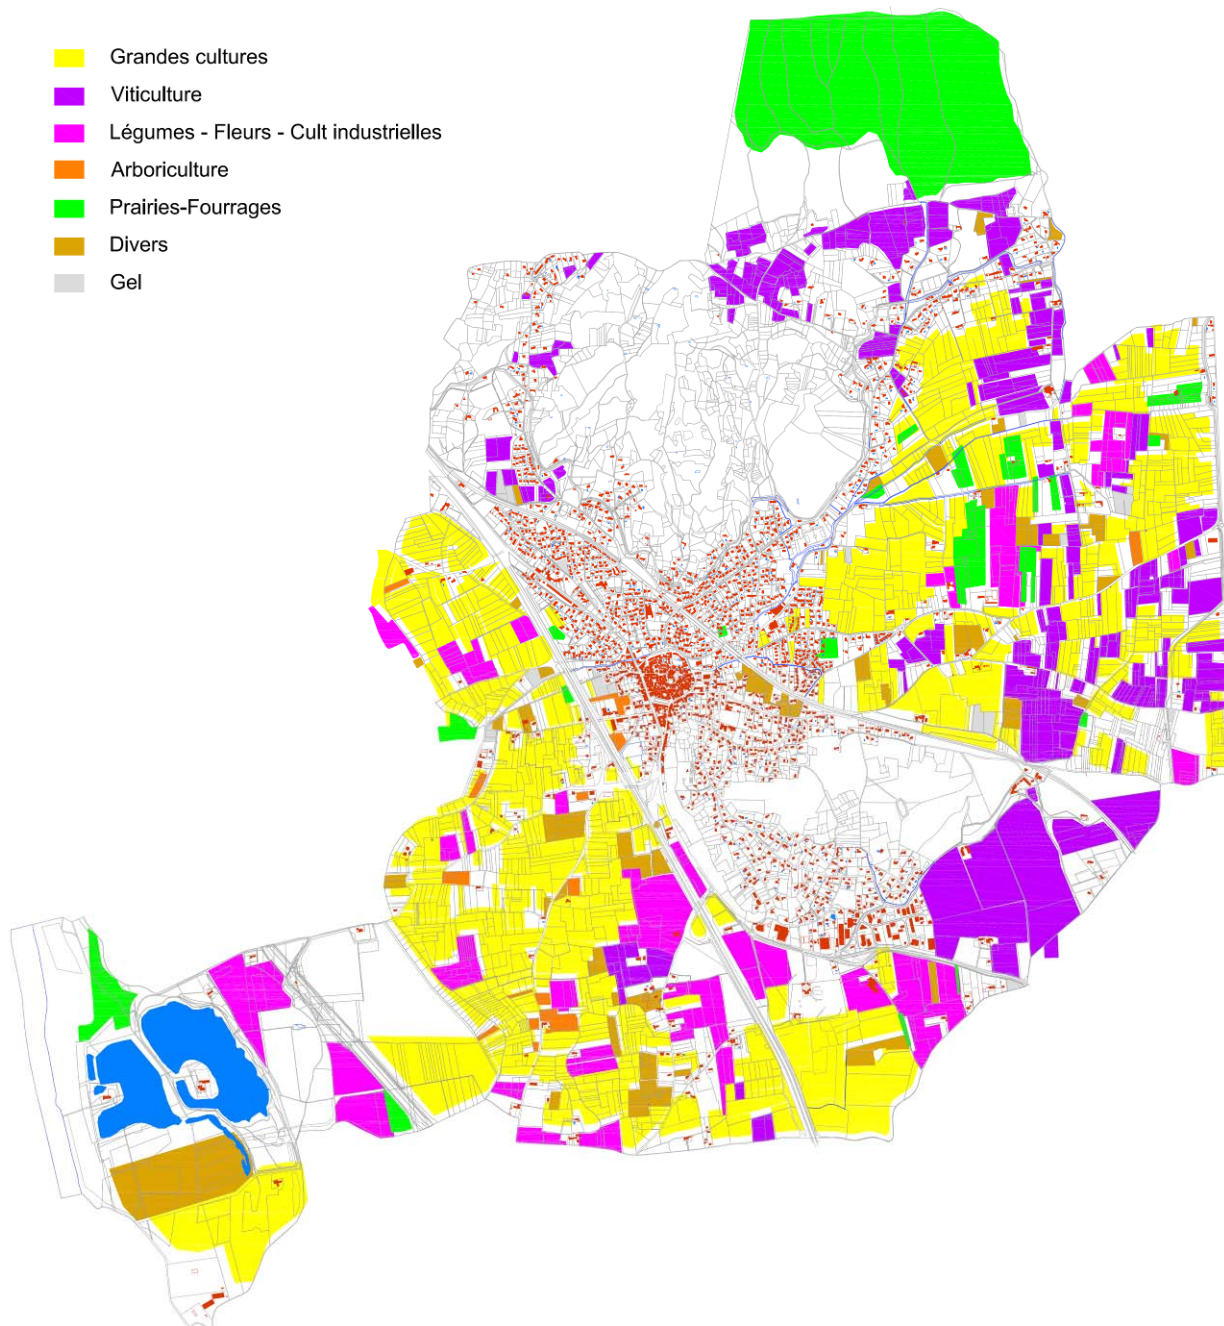 Grandes cultures
Viticulture
Légumes - Fleurs - Cult industrielles
Arboriculture
Prairies-Fourrages
Divers
Gel